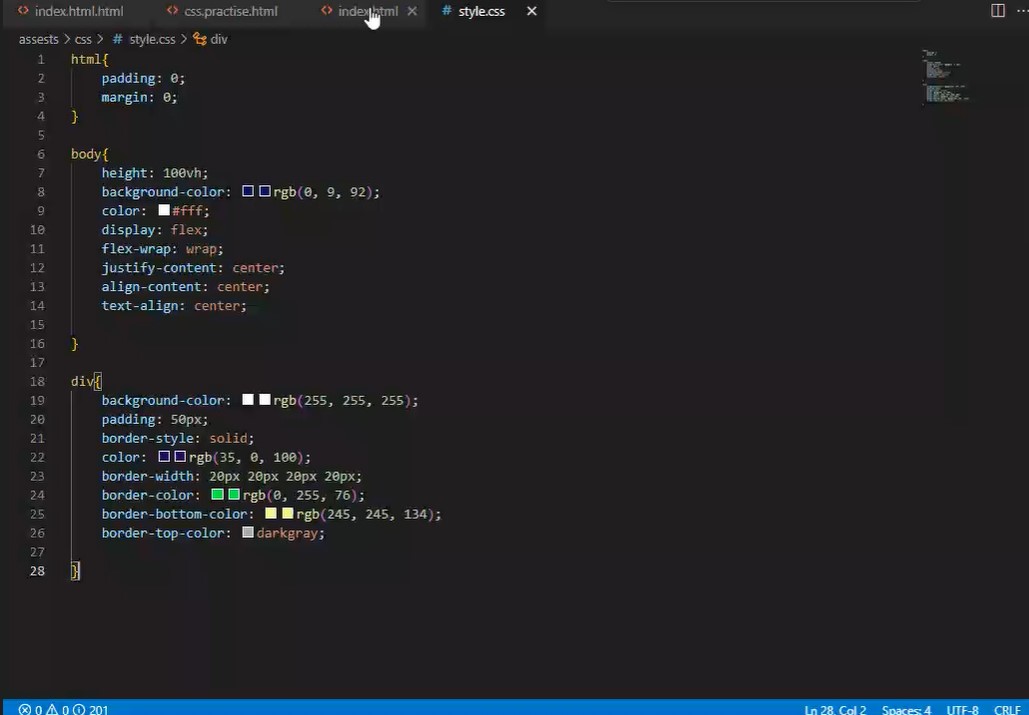 index.html.html css.practise.html index.html style.css
assests > css > # style.css > div
1 html{
2 padding: 0;
3 margin: 0;
4 }
5
6 body{
7 height: 100vh;
8 background-color: rgb(0, 9, 92);
9 color: #fff;
10 display: flex;
11 flex-wrap: wrap;
12 justify-content: center;
13 align-content: center;
14 text-align: center;
15
16 }
17
18 div{
19 background-color: rgb(255, 255, 255);
20 padding: 50px;
21 border-style: solid;
22 color: rgb(35, 0, 100);
23 border-width: 20px 20px 20px 20px;
24 border-color: rgb(0, 255, 76);
25 border-bottom-color: rgb(245, 245, 134);
26 border-top-color: darkgray;
27
28 }
0 0 201 Ln 28, Col 2 Spaces: 4 UTF-8 CRLF